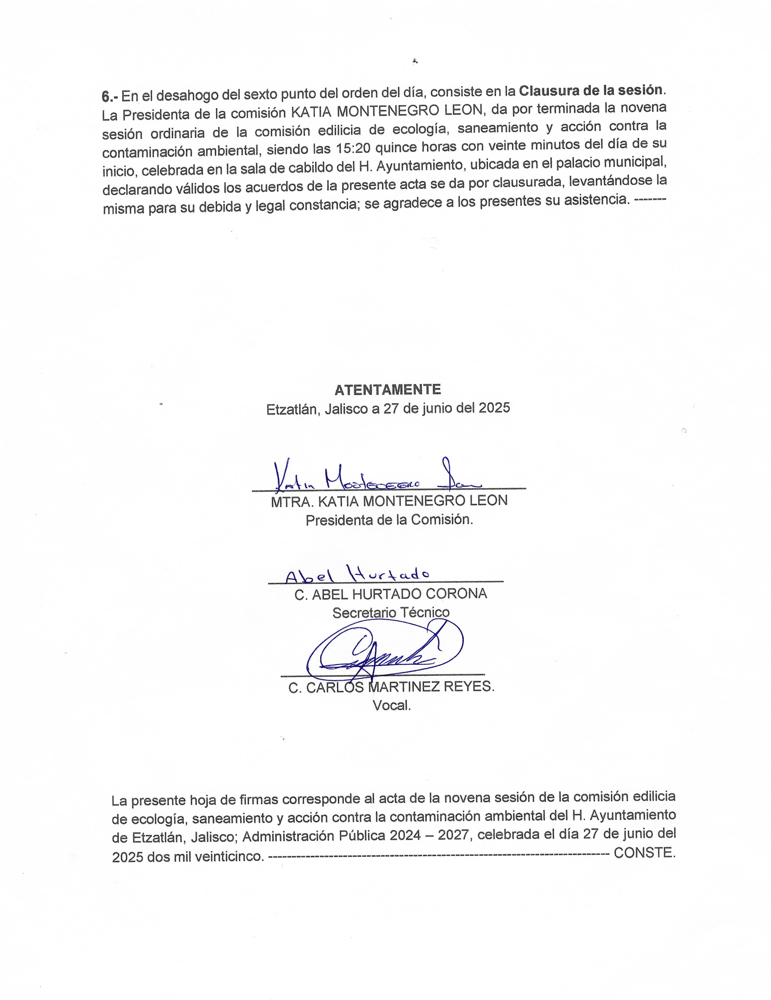 6.- En el desahogo del sexto punto del orden del día, consiste en la Clausura de la sesión.
La Presidenta de la comisión KATIA MONTENEGRO LEON, da por terminada la novena
sesión ordinaria de la comisión edilicia de ecología, saneamiento y acción contra la
contaminación ambiental, siendo las 15:20 quince horas con veinte minutos del día de su
inicio, celebrada en la sala de cabildo del H. Ayuntamiento, ubicada en el palacio municipal,
declarando válidos los acuerdos de la presente acta se da por clausurada, levantándose la
misma para su debida y legal constancia; se agradece a los presentes su asistencia. -------
ATENTAMENTE
Etzatlán, Jalisco a 27 de junio del 2025
Katia Montenegro
MTRA. KATIA MONTENEGRO LEON
Presidenta de la Comisión.
Abel Hurtado
C. ABEL HURTADO CORONA
Secretario Técnico
C. CARLOS MARTINEZ REYES.
Vocal.
La presente hoja de firmas corresponde al acta de la novena sesión de la comisión edilicia
de ecología, saneamiento y acción contra la contaminación ambiental del H. Ayuntamiento
de Etzatlán, Jalisco; Administración Pública 2024 – 2027, celebrada el día 27 de junio del
2025 dos mil veinticinco. -------------------------------------------------------------------------- CONSTE.